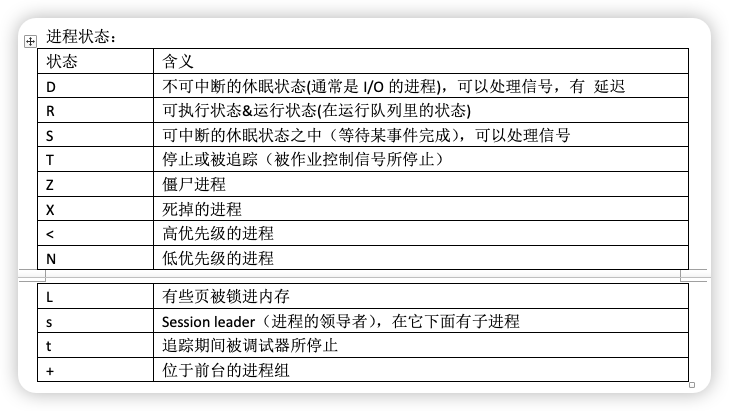 进程状态：
状态 含义
D 不可中断的休眠状态(通常是 I/O 的进程)，可以处理信号，有 延迟
R 可执行状态&运行状态(在运行队列里的状态)
S 可中断的休眠状态之中（等待某事件完成），可以处理信号
T 停止或被追踪（被作业控制信号所停止）
Z 僵尸进程
X 死掉的进程
< 高优先级的进程
N 低优先级的进程
L 有些页被锁进内存
s Session leader（进程的领导者），在它下面有子进程
t 追踪期间被调试器所停止
+ 位于前台的进程组